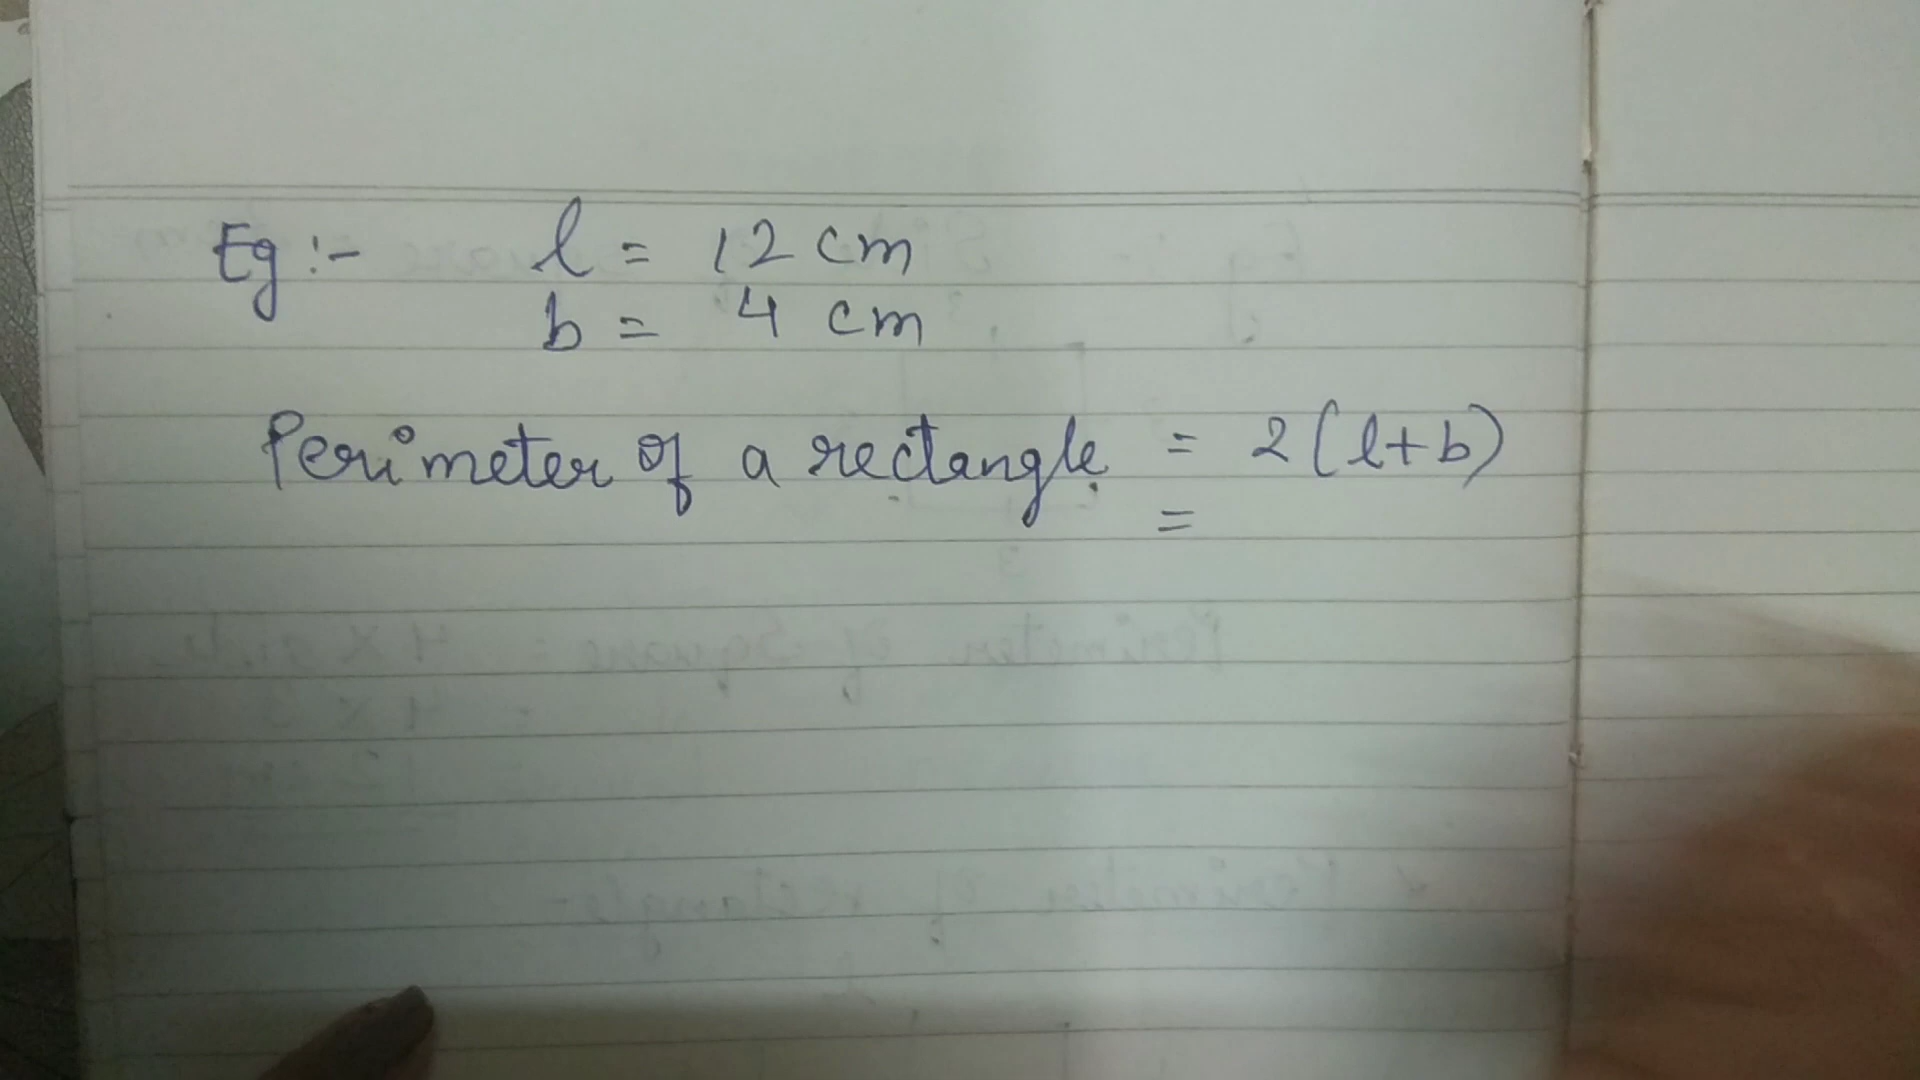 Eg :- l = 12 cm
b = 4 cm
Perimeter of a rectangle = 2(l+b)
=